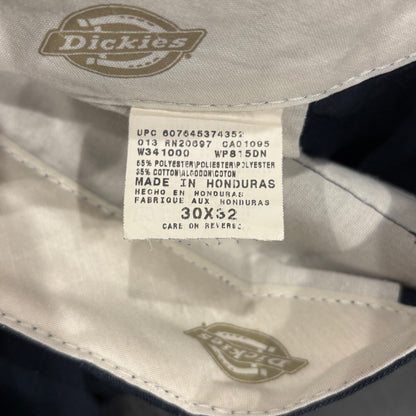 Dickies
UPC 607645374352
013 RN20697 CA01095
W341000 WP815DN
65% POLYESTER\POLIESTER\POLYESTER
35% COTTON\ALGODON\COTON
MADE IN HONDURAS
HECHO EN HONDURAS
FABRIQUE AUX HONDURAS
30X32
CARE ON REVERSE
Dickies